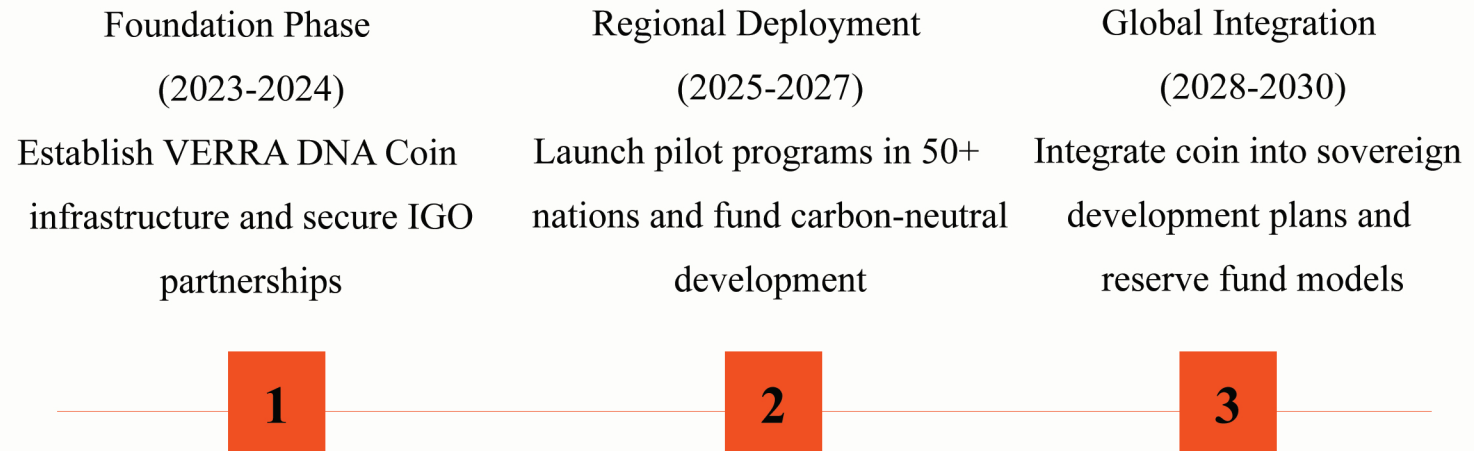 Foundation Phase
(2023-2024)
Establish VERRA DNA Coin
infrastructure and secure IGO
partnerships
1
Regional Deployment
(2025-2027)
Launch pilot programs in 50+
nations and fund carbon-neutral
development
2
Global Integration
(2028-2030)
Integrate coin into sovereign
development plans and
reserve fund models
3